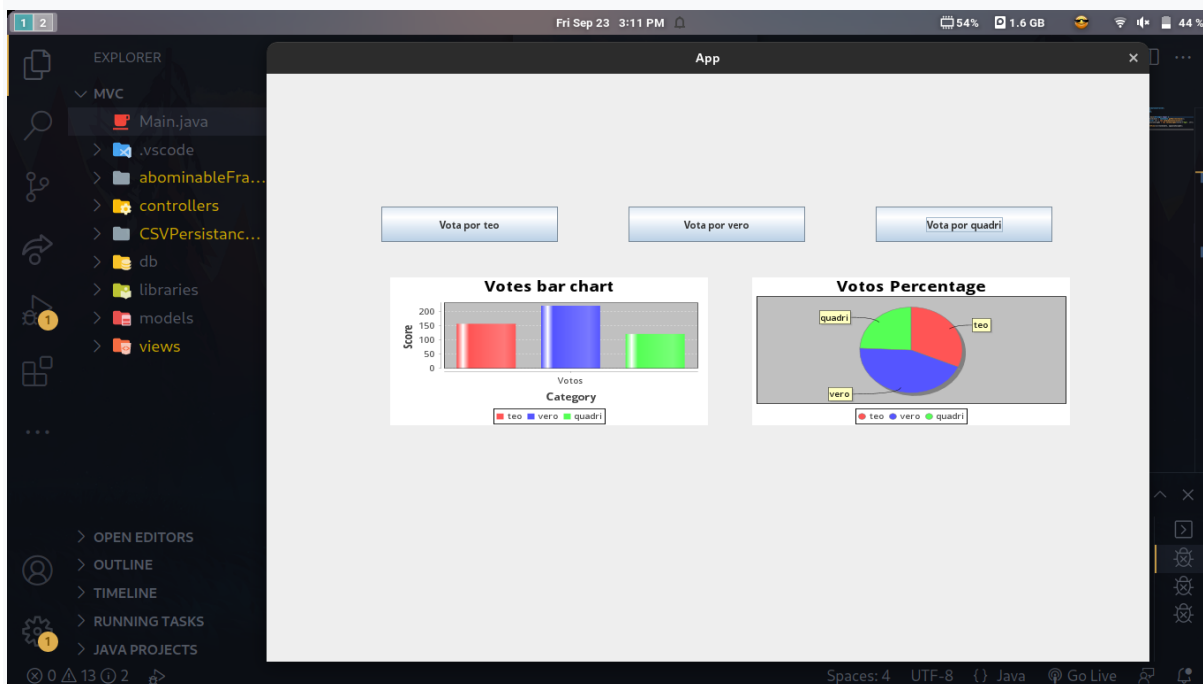 1 2
Fri Sep 23 3:11 PM
54% 1.6 GB 44 %
EXPLORER
App
MVC
Main.java
.vscode
abominableFra...
controllers
CSVPersistanc...
db
libraries
models
views
1
OPEN EDITORS
OUTLINE
TIMELINE
RUNNING TASKS
JAVA PROJECTS
1
Vota por teo
Vota por vero
Vota por quadri
Votes bar chart
Score
200
150
100
50
0
Votos
Category
teo vero quadri
Votos Percentage
quadri
teo
vero
teo vero quadri
0 13 2
Spaces: 4 UTF-8 {} Java Go Live